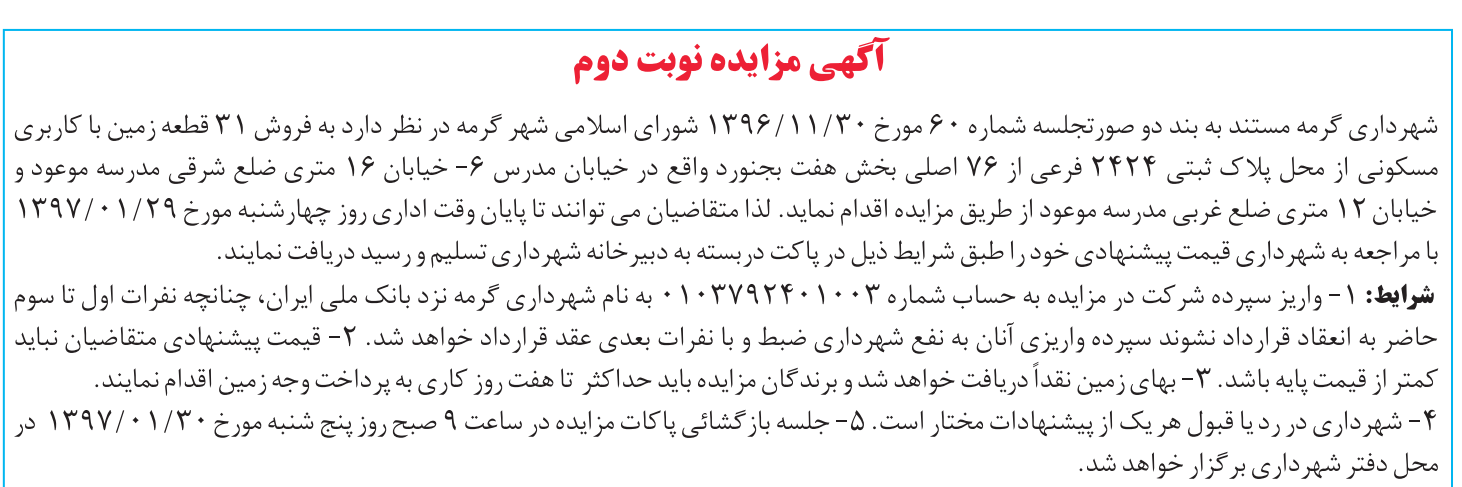 آگهی مزایده نوبت دوم
شهرداری گرمه مستند به بند دو صورتجلسه شماره ۶۰ مورخ ۱۳۹۶/۱۱/۳۰ شورای اسلامی شهر گرمه در نظر دارد به فروش ۳۱ قطعه زمین با کاربری
مسکونی از محل پلاک ثبتی ۲۴۲۴ فرعی از ۷۶ اصلی بخش هفت بجنورد واقع در خیابان مدرس ۶- خیابان ۱۶ متری ضلع شرقی مدرسه موعود و
خیابان ۱۲ متری ضلع غربی مدرسه موعود از طریق مزایده اقدام نماید. لذا متقاضیان می توانند تا پایان وقت اداری روز چهارشنبه مورخ ۱۳۹۷/۰۱/۲۹
با مراجعه به شهرداری قیمت پیشنهادی خود را طبق شرایط ذیل در پاکت دربسته به دبیرخانه شهرداری تسلیم و رسید دریافت نمایند.
شرایط: ۱- واریز سپرده شرکت در مزایده به حساب شماره ۰۱۰۳۷۹۲۴۰۱۰۰۳ به نام شهرداری گرمه نزد بانک ملی ایران، چنانچه نفرات اول تا سوم
حاضر به انعقاد قرارداد نشوند سپرده واریزی آنان به نفع شهرداری ضبط و با نفرات بعدی عقد قرارداد خواهد شد. ۲- قیمت پیشنهادی متقاضیان نباید
کمتر از قیمت پایه باشد. ۳- بهای زمین نقداً دریافت خواهد شد و برندگان مزایده باید حداکثر تا هفت روز کاری به پرداخت وجه زمین اقدام نمایند.
۴- شهرداری در رد یا قبول هر یک از پیشنهادات مختار است. ۵- جلسه بازگشائی پاکات مزایده در ساعت ۹ صبح روز پنج شنبه مورخ ۱۳۹۷/۰۱/۳۰ در
محل دفتر شهرداری برگزار خواهد شد.